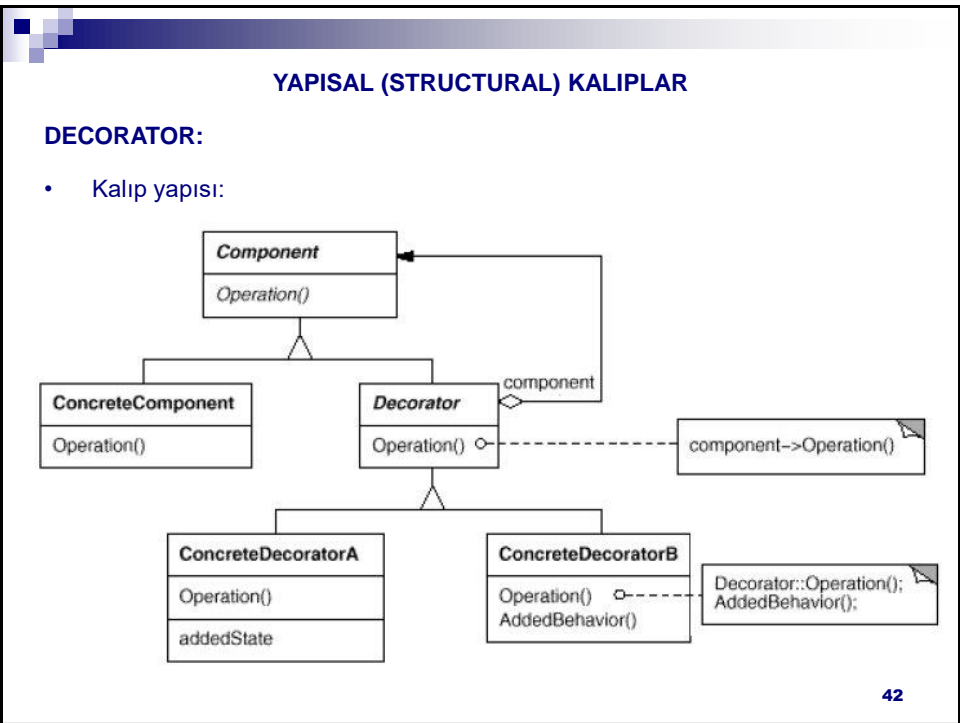 YAPISAL (STRUCTURAL) KALIPLAR
DECORATOR:
• Kalıp yapısı:
Component
Operation()
component
ConcreteComponent
Operation()
Decorator
Operation()
component–>Operation()
ConcreteDecoratorA
Operation()
addedState
ConcreteDecoratorB
Operation()
AddedBehavior()
Decorator::Operation();
AddedBehavior();
42